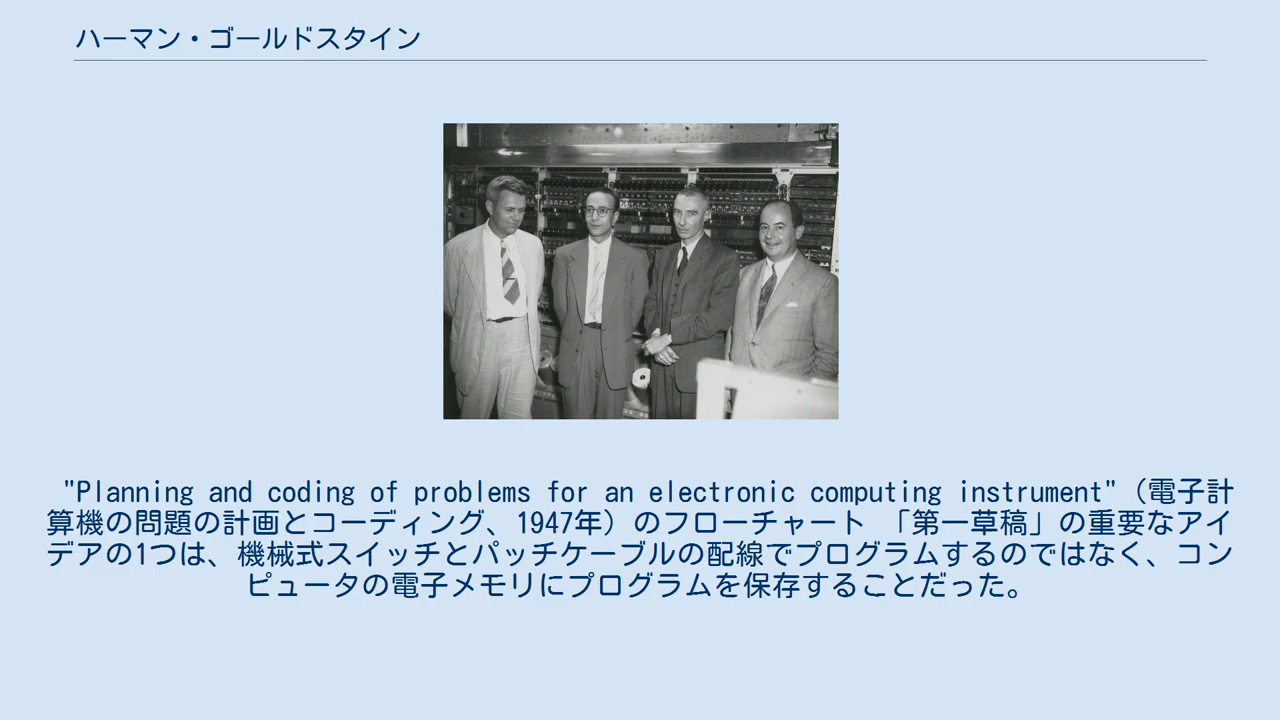 ハーマン・ゴールドスタイン
"Planning and coding of problems for an electronic computing instrument"（電子計
算機の問題の計画とコーディング、1947年）のフローチャート 「第一草稿」の重要なアイ
デアの1つは、機械式スイッチとパッチケーブルの配線でプログラムするのではなく、コン
ピュータの電子メモリにプログラムを保存することだった。